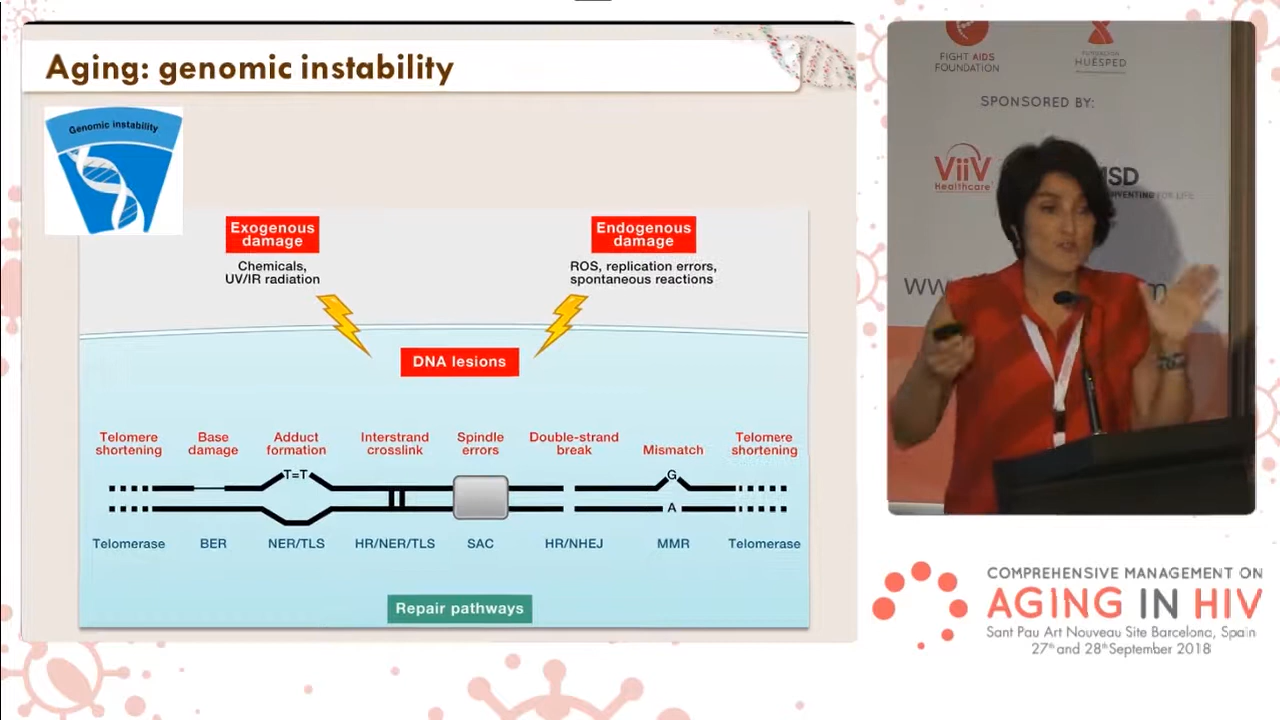 Aging: genomic instability
Genomic instability
Exogenous
damage
Chemicals,
UV/IR radiation
Endogenous
damage
ROS, replication errors,
spontaneous reactions
DNA lesions
Telomere
shortening
Base
damage
Adduct
formation
Interstrand
crosslink
Spindle
errors
Double-strand
break
Mismatch
Telomere
shortening
T=T
G
A
Telomerase
BER
NER/TLS
HR/NER/TLS
SAC
HR/NHEJ
MMR
Telomerase
Repair pathways
FIGHT AIDS
FOUNDATION
FUNDACIÓN
HUÉSPED
SPONSORED BY:
ViiV
Healthcare
MSD
INVENTING FOR LIFE
www
COMPREHENSIVE MANAGEMENT ON
AGING IN HIV
Sant Pau Art Nouveau Site Barcelona, Spain
27th and 28th September 2018